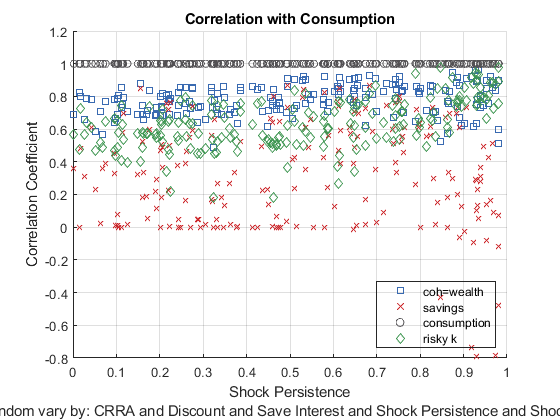 Correlation with Consumption
1.2
1
0.8
0.6
0.4
0.2
0
-0.2
-0.4
-0.6
-0.8
Correlation Coefficient
coh=wealth
savings
consumption
risky k
0 0.1 0.2 0.3 0.4 0.5 0.6 0.7 0.8 0.9 1
Shock Persistence
vary by: CRRA and Discount and Save Interest and Shock Persistence and